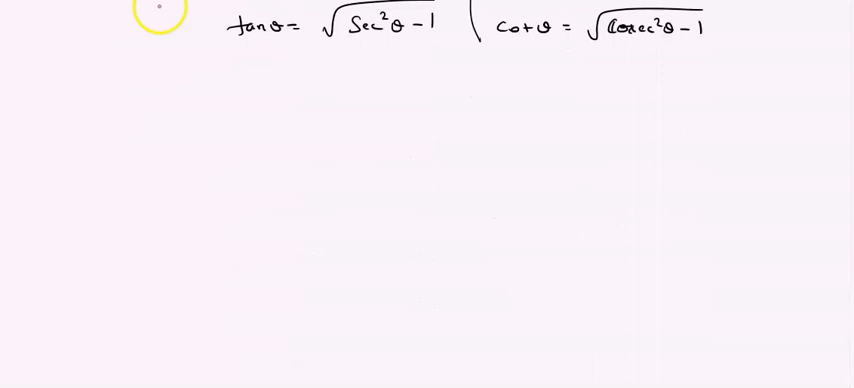 tanθ = √(Sec²θ - 1) | cotθ = √(Cosec²θ - 1)